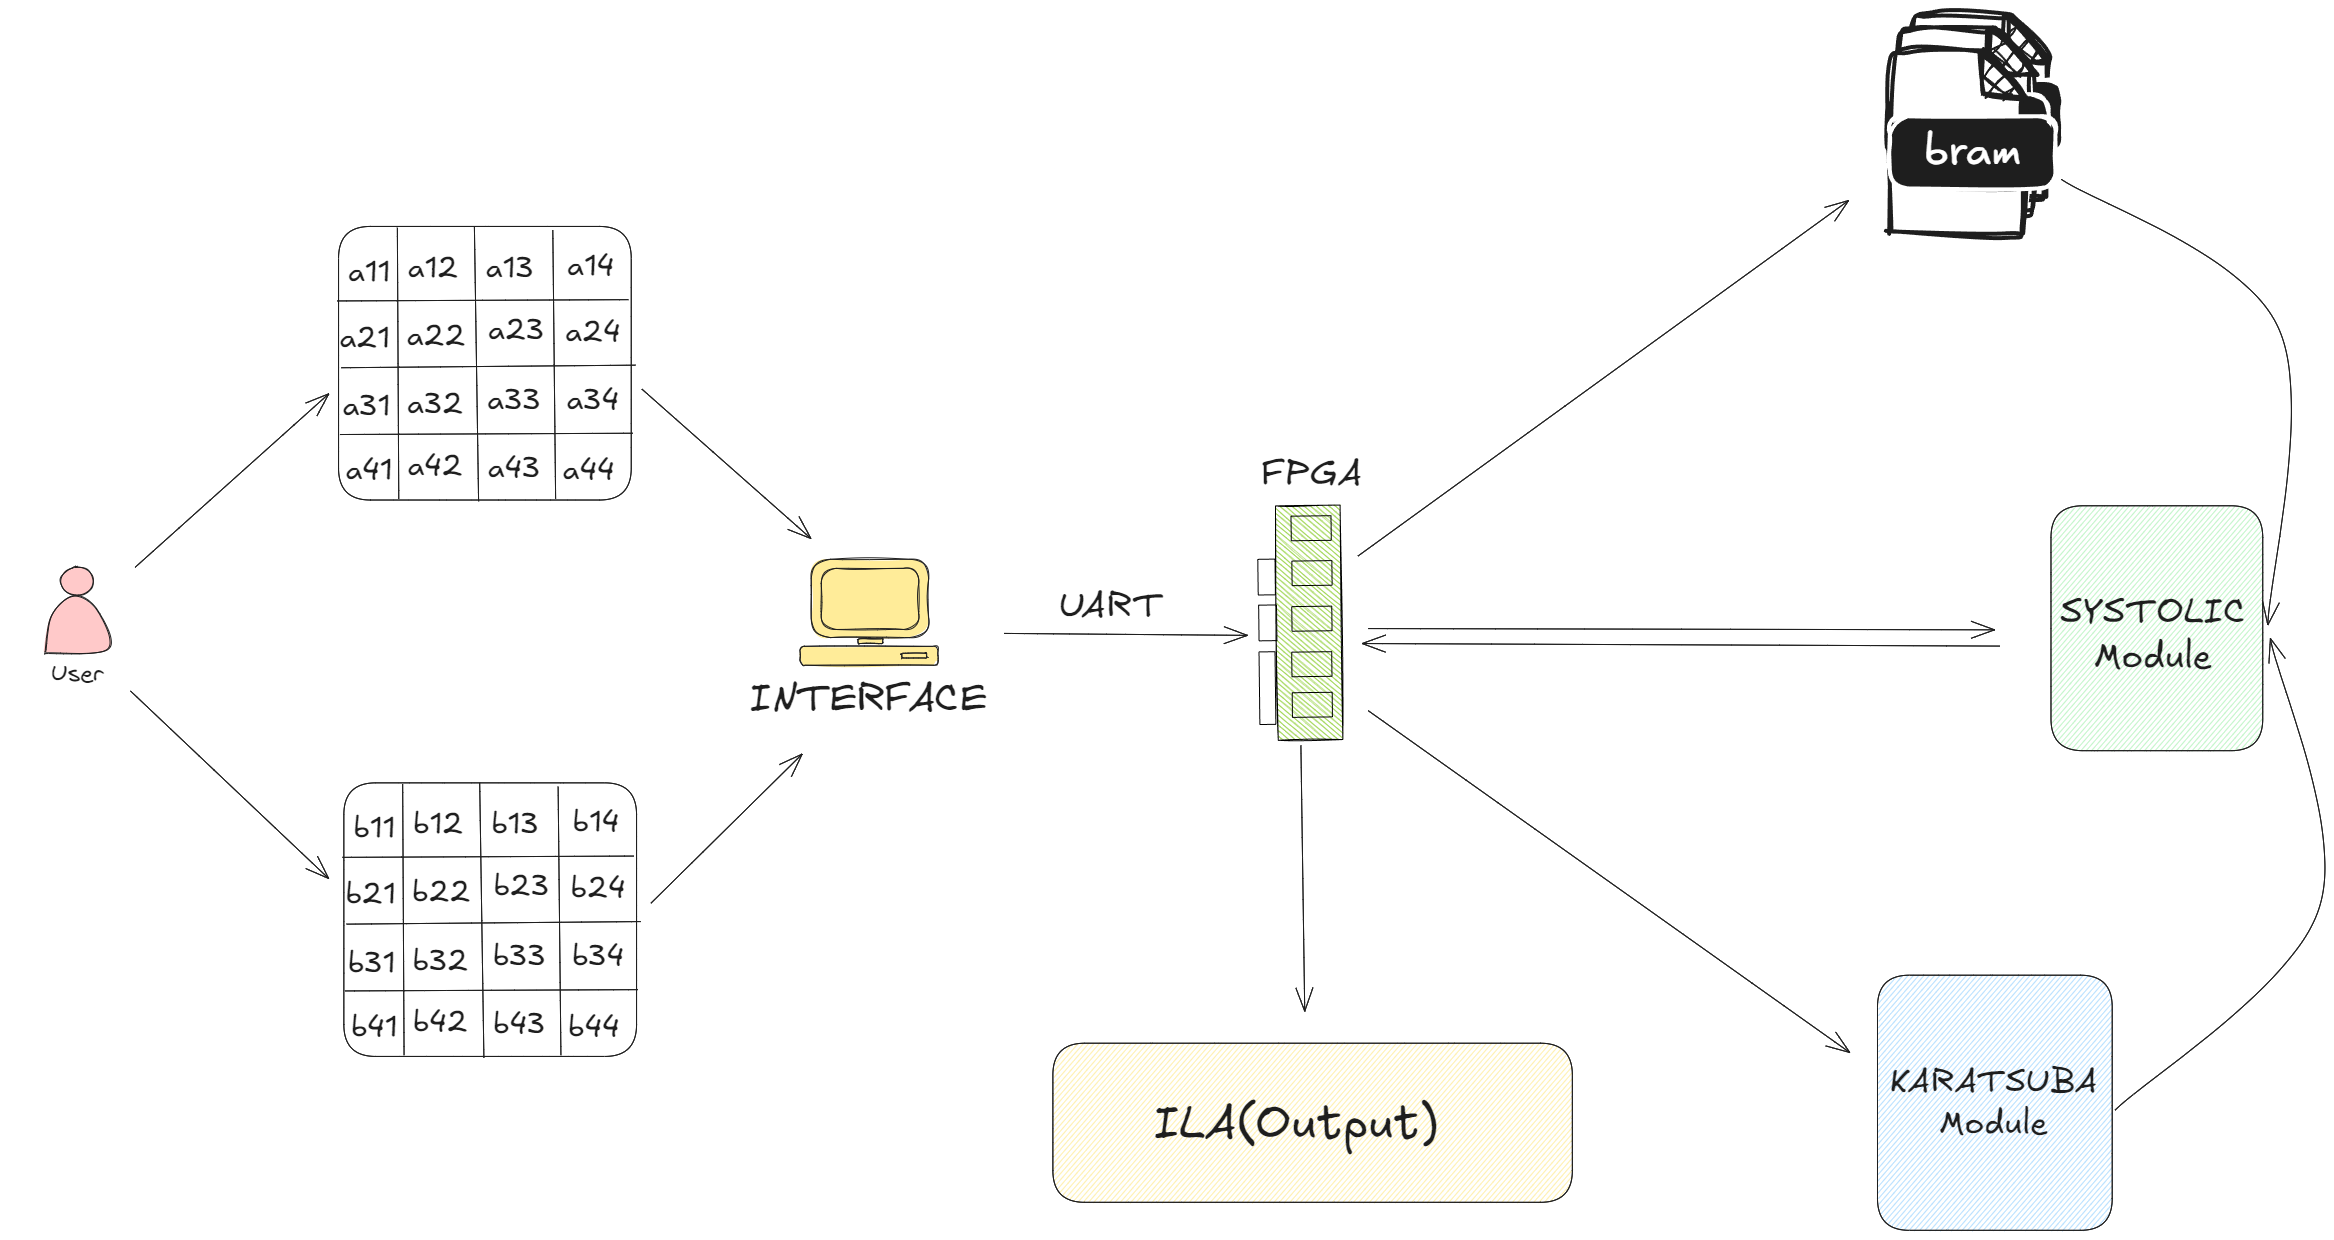 bram
a11 a12 a13 a14
a21 a22 a23 a24
a31 a32 a33 a34
a41 a42 a43 a44
User
INTERFACE
UART
FPGA
SYSTOLIC
Module
b11 b12 b13 b14
b21 b22 b23 b24
b31 b32 b33 b34
b41 b42 b43 b44
ILA(Output)
KARATSUBA
Module